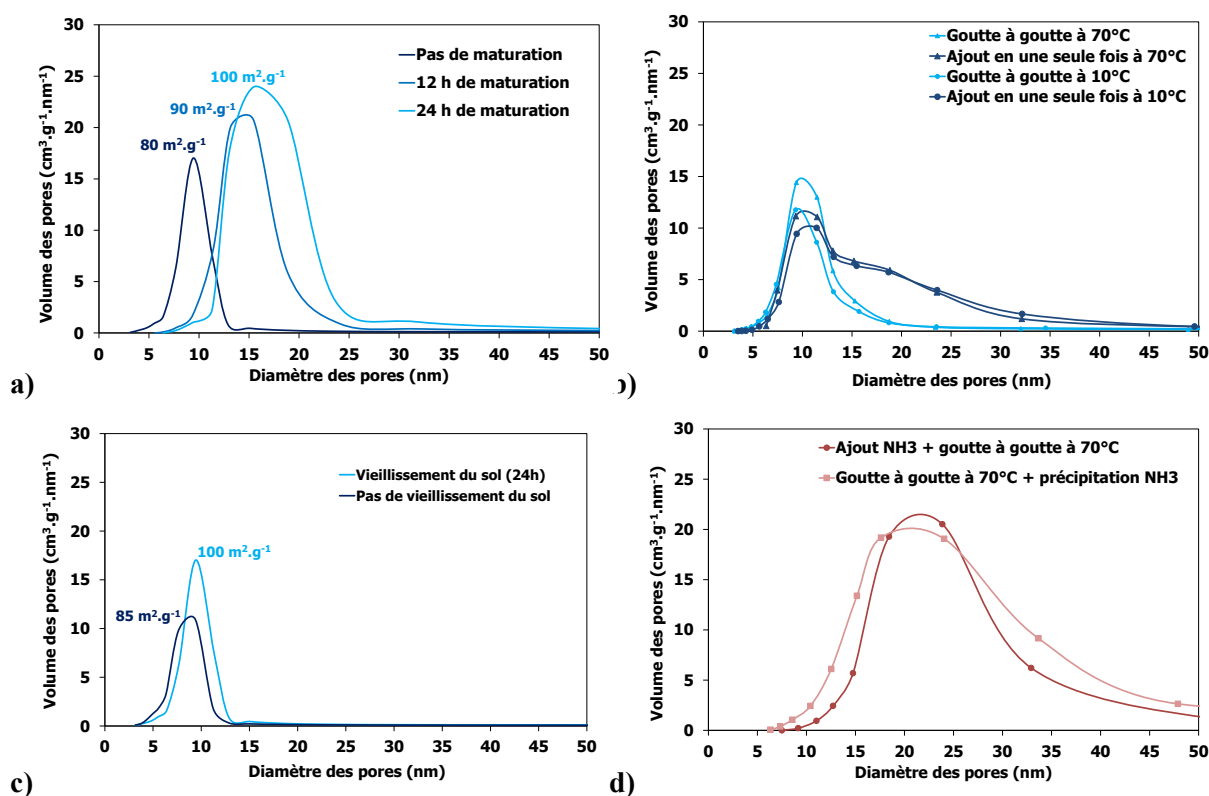 30
25
20
15
10
5
0
Volume des pores (cm³.g⁻¹.nm⁻¹)
100 m².g⁻¹
90 m².g⁻¹
80 m².g⁻¹
Pas de maturation
12 h de maturation
24 h de maturation
0 5 10 15 20 25 30 35 40 45 50
Diamètre des pores (nm)
a)
30
25
20
15
10
5
0
Volume des pores (cm³.g⁻¹.nm⁻¹)
Goutte à goutte à 70°C
Ajout en une seule fois à 70°C
Goutte à goutte à 10°C
Ajout en une seule fois à 10°C
0 5 10 15 20 25 30 35 40 45 50
Diamètre des pores (nm)
b)
30
25
20
15
10
5
0
Volume des pores (cm³.g⁻¹.nm⁻¹)
Vieillissement du sol (24h)
Pas de vieillissement du sol
100 m².g⁻¹
85 m².g⁻¹
0 5 10 15 20 25 30 35 40 45 50
Diamètre des pores (nm)
c)
30
25
20
15
10
5
0
Volume des pores (cm³.g⁻¹.nm⁻¹)
Ajout NH3 + goutte à goutte à 70°C
Goutte à goutte à 70°C + précipitation NH3
0 5 10 15 20 25 30 35 40 45 50
Diamètre des pores (nm)
d)